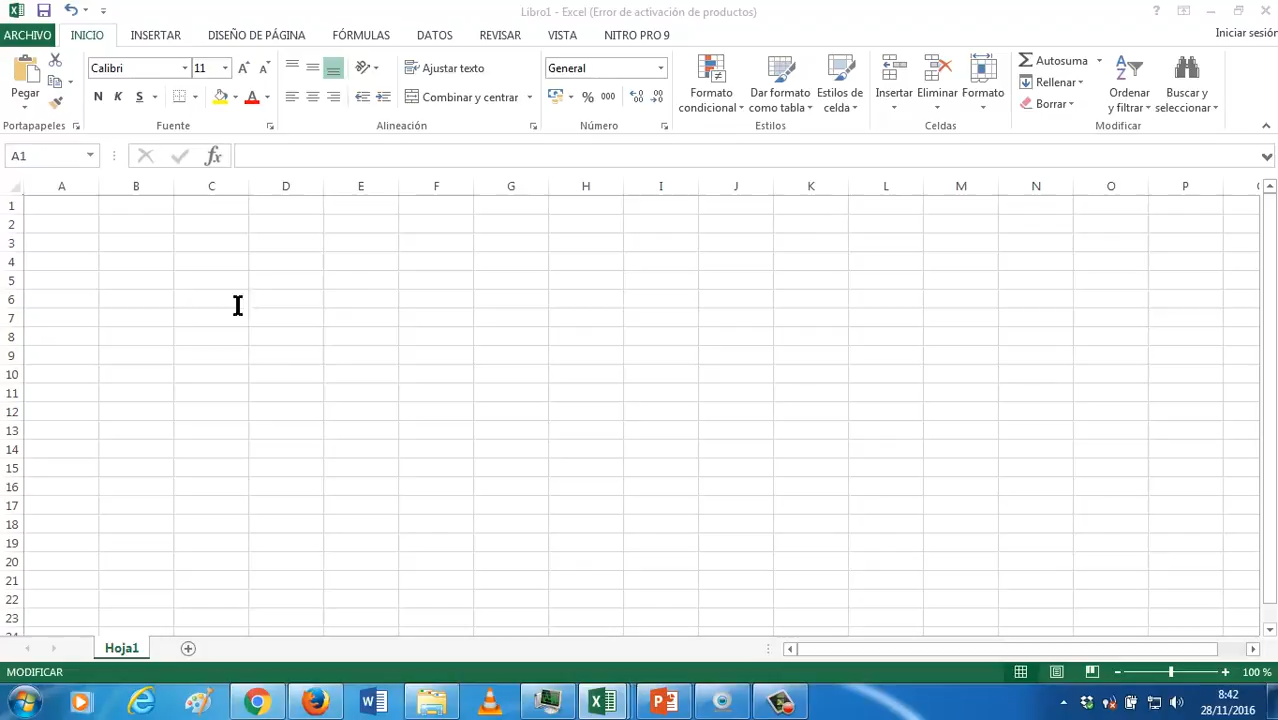 Libro1 - Excel (Error de activación de productos)
ARCHIVO INICIO INSERTAR DISEÑO DE PÁGINA FÓRMULAS DATOS REVISAR VISTA NITRO PRO 9 Iniciar sesión
Pegar
Calibri 11
N K S
Ajustar texto
Combinar y centrar
General
% 000
Formato condicional
Dar formato como tabla
Estilos de celda
Insertar Eliminar Formato
Autosuma
Rellenar
Borrar
Ordenar y filtrar
Buscar y seleccionar
Portapapeles Fuente Alineación Número Estilos Celdas Modificar
A1 fx
A B C D E F G H I J K L M N O P
1
2
3
4
5
6
7
8
9
10
11
12
13
14
15
16
17
18
19
20
21
22
23
Hoja1
MODIFICAR 100 %
8:42
28/11/2016